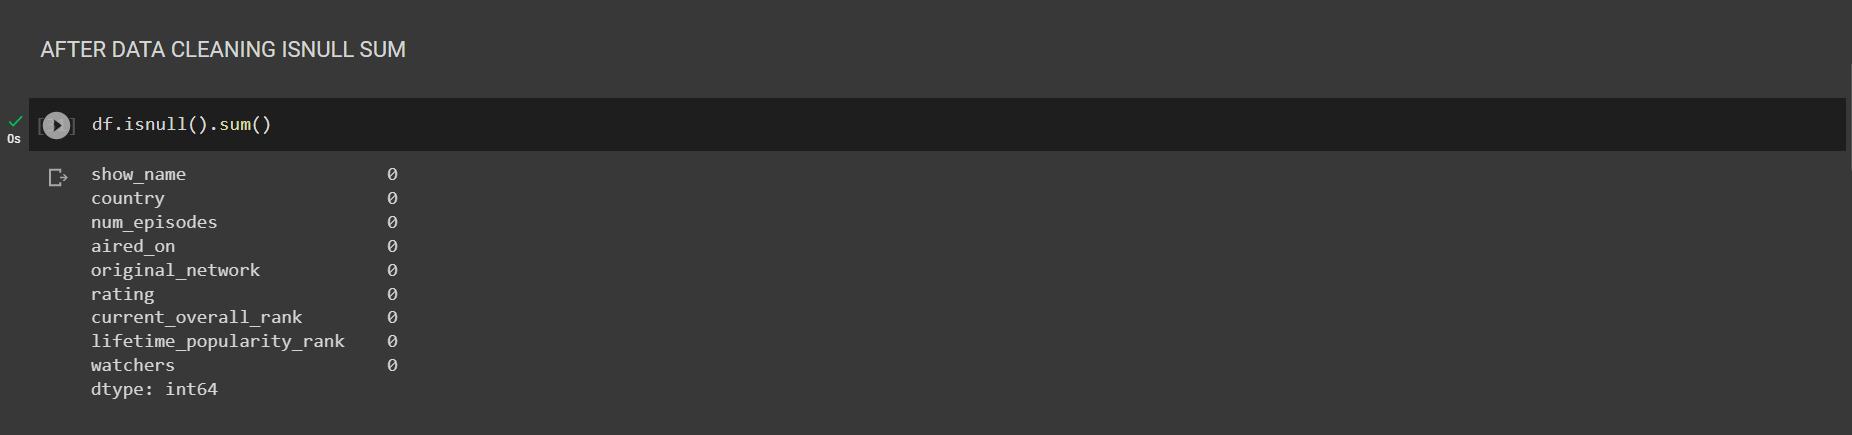 AFTER DATA CLEANING ISNULL SUM
df.isnull().sum()
0s
show_name 0
country 0
num_episodes 0
aired_on 0
original_network 0
rating 0
current_overall_rank 0
lifetime_popularity_rank 0
watchers 0
dtype: int64